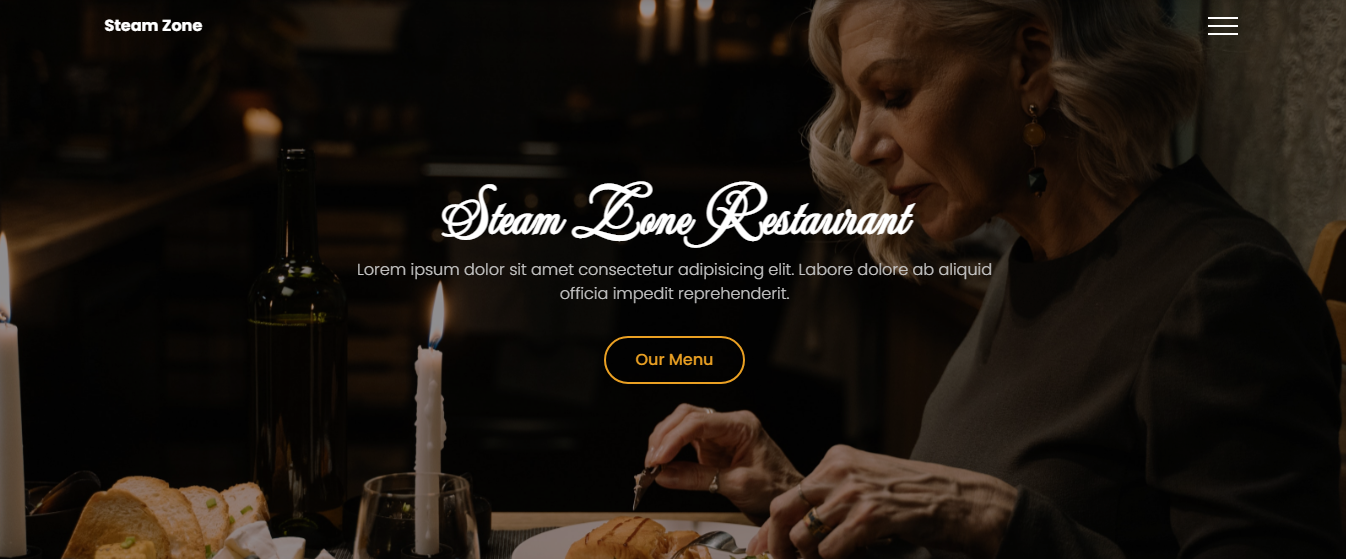 Steam Zone
Steam Zone Restaurant
Lorem ipsum dolor sit amet consectetur adipisicing elit. Labore dolore ab aliquid
officia impedit reprehenderit.
Our Menu